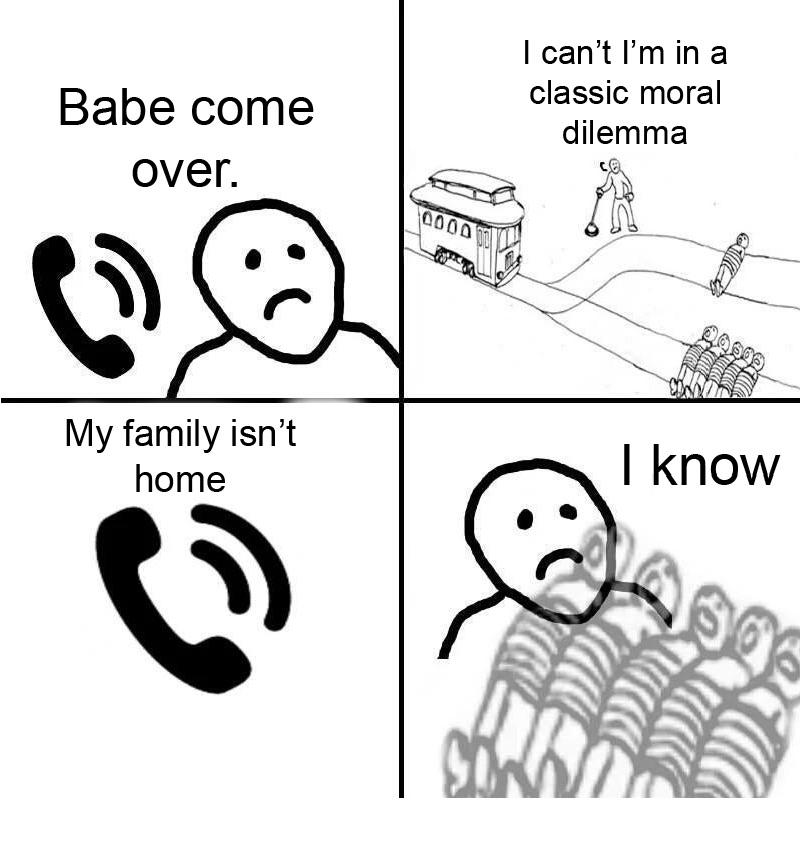 Babe come
over.
I can’t I’m in a
classic moral
dilemma
My family isn’t
home
I know